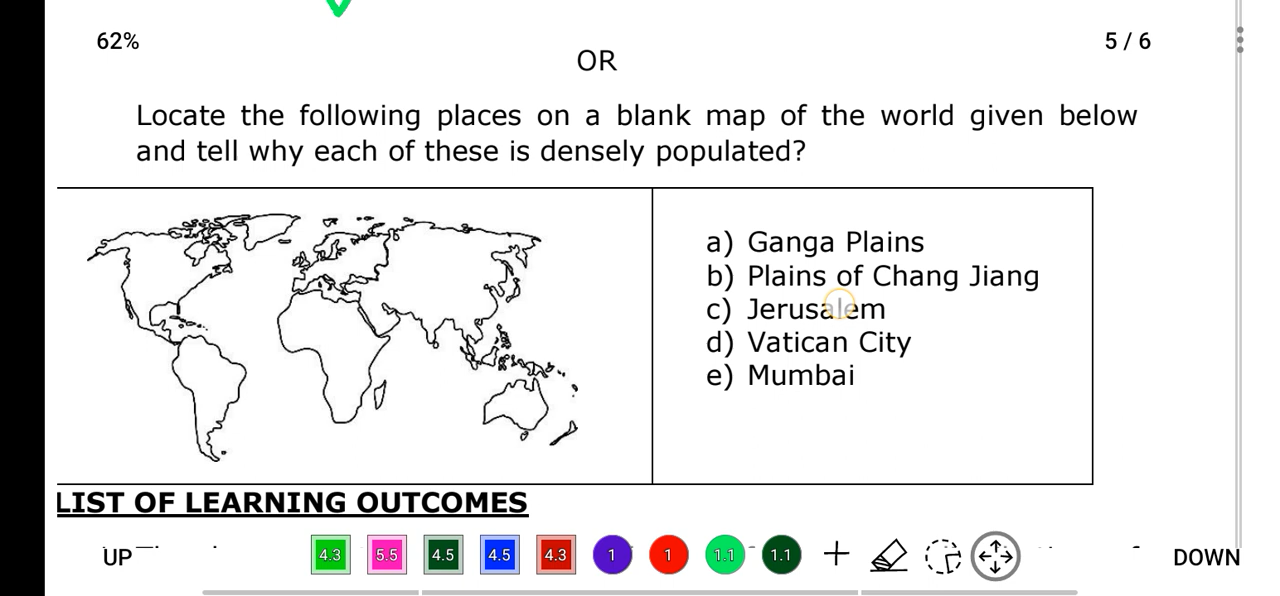 62%
5 / 6
OR
Locate the following places on a blank map of the world given below
and tell why each of these is densely populated?
a) Ganga Plains
b) Plains of Chang Jiang
c) Jerusalem
d) Vatican City
e) Mumbai
LIST OF LEARNING OUTCOMES
UP
4.3 5.5 4.5 4.5 4.3 1 1 1.1 1.1
DOWN